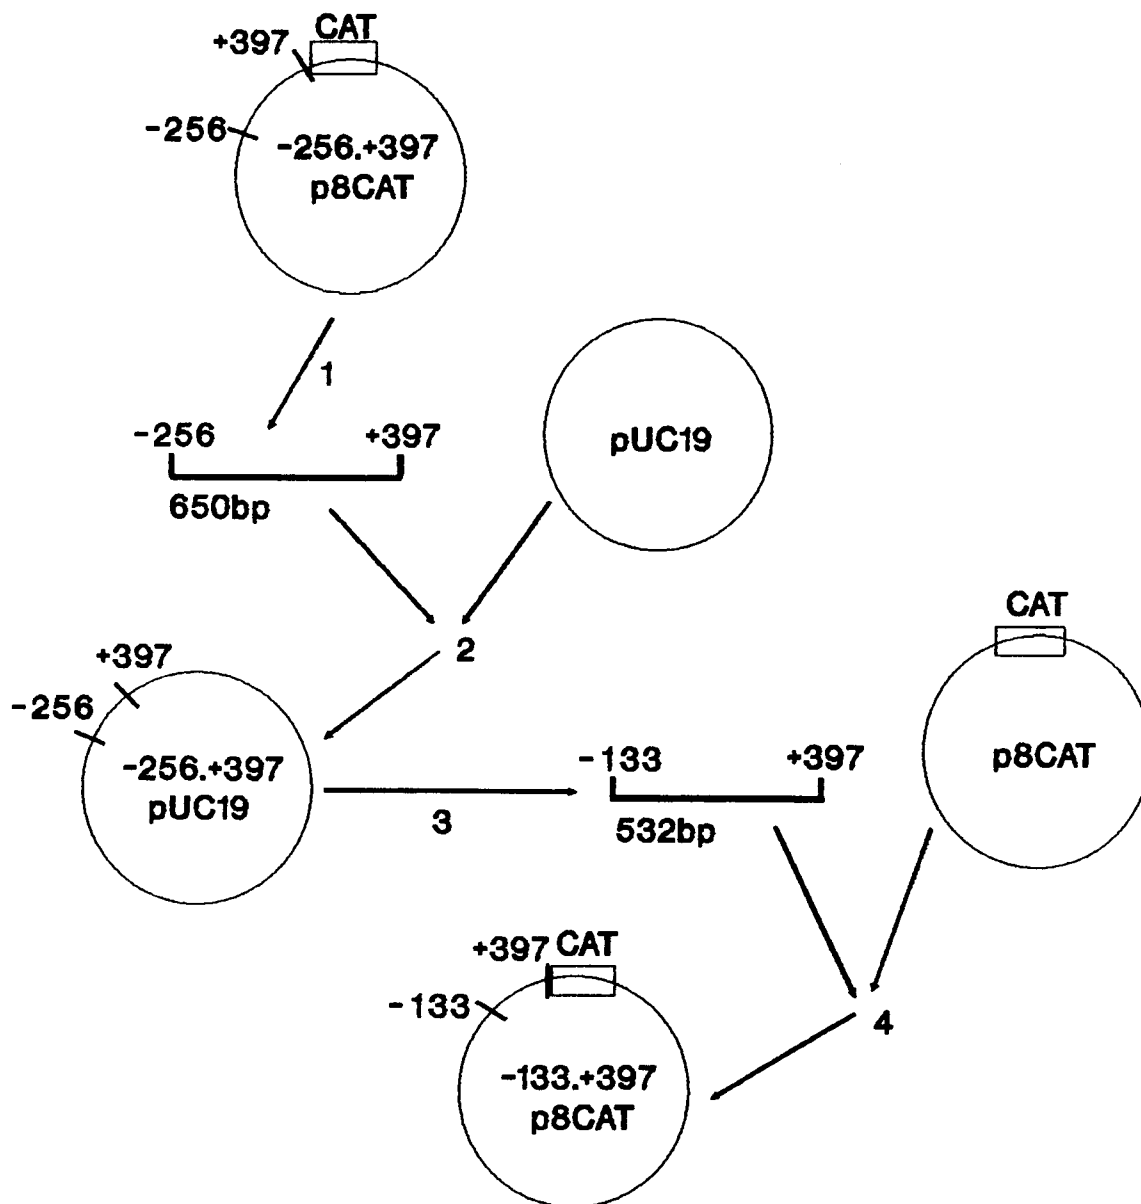 CAT
+397
-256
-256.+397
p8CAT
1
-256 +397
650bp
pUC19
2
CAT
+397
-256
-256.+397
pUC19
3
-133 +397
532bp
p8CAT
+397 CAT
-133
4
-133.+397
p8CAT